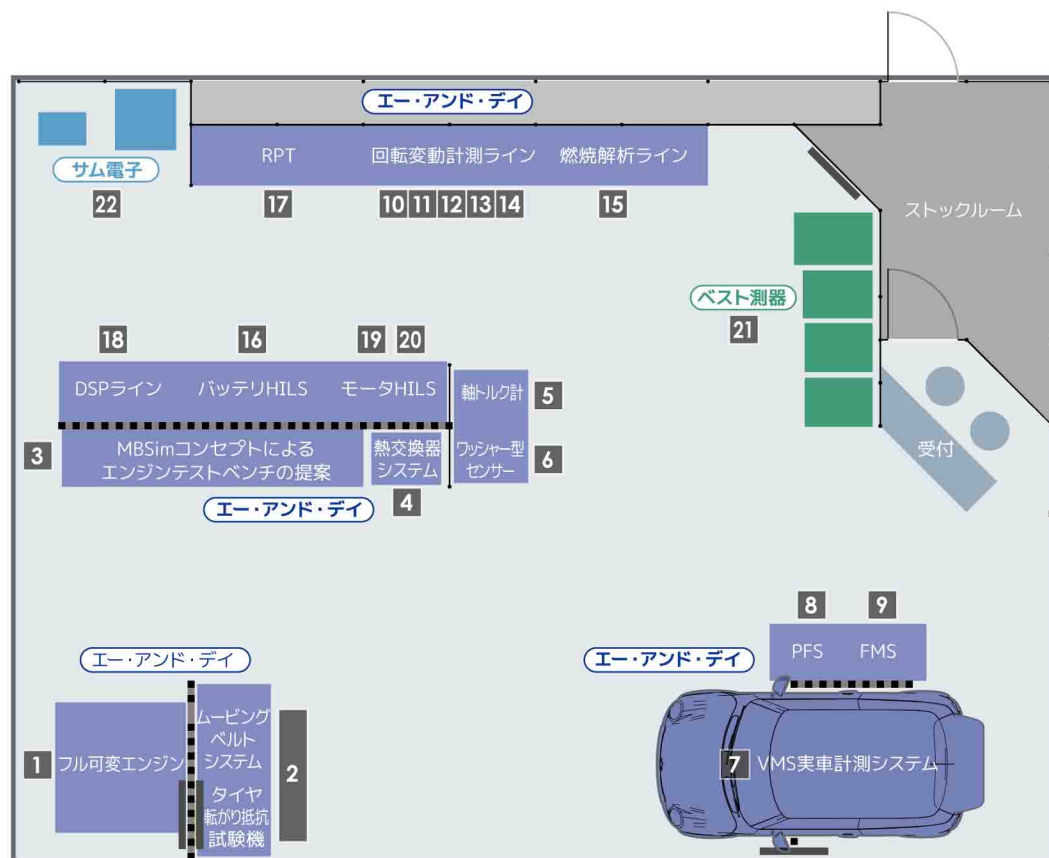 エー・アンド・デイ
RPT
回転変動計測ライン
燃焼解析ライン
サム電子
22
17
10 11 12 13 14
15
ストックルーム
ベスト測器
21
18
16
19
20
DSPライン
バッテリHILS
モータHILS
軸トルク計
5
3
MBSimコンセプトによる
エンジンテストベンチの提案
熱交換器
システム
ワッシャー型
センサー
6
4
エー・アンド・デイ
受付
8
9
エー・アンド・デイ
PFS
FMS
エー・アンド・デイ
1
フル可変エンジン
ムービング
ベルト
システム
タイヤ
転がり抵抗
試験機
2
7
VMS実車計測システム